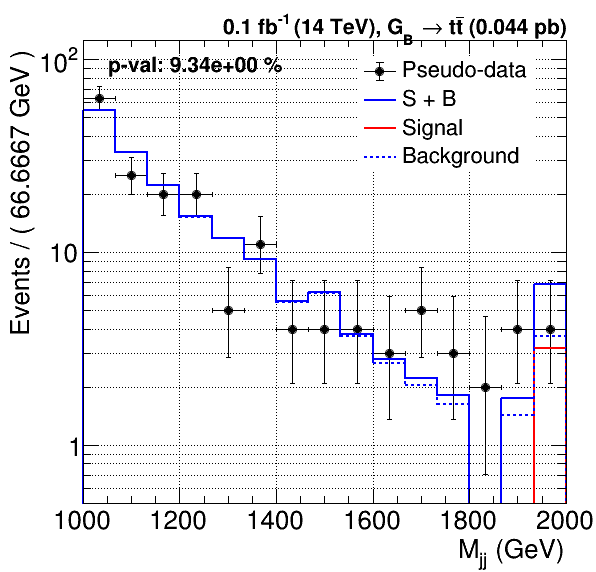 0.1 fb⁻¹ (14 TeV), G_B → tt̄ (0.044 pb)
p-val: 9.34e+00 %
Pseudo-data
S + B
Signal
Background
Events / ( 66.6667 GeV )
10²
10
1
1000 1200 1400 1600 1800 2000
M_jj (GeV)